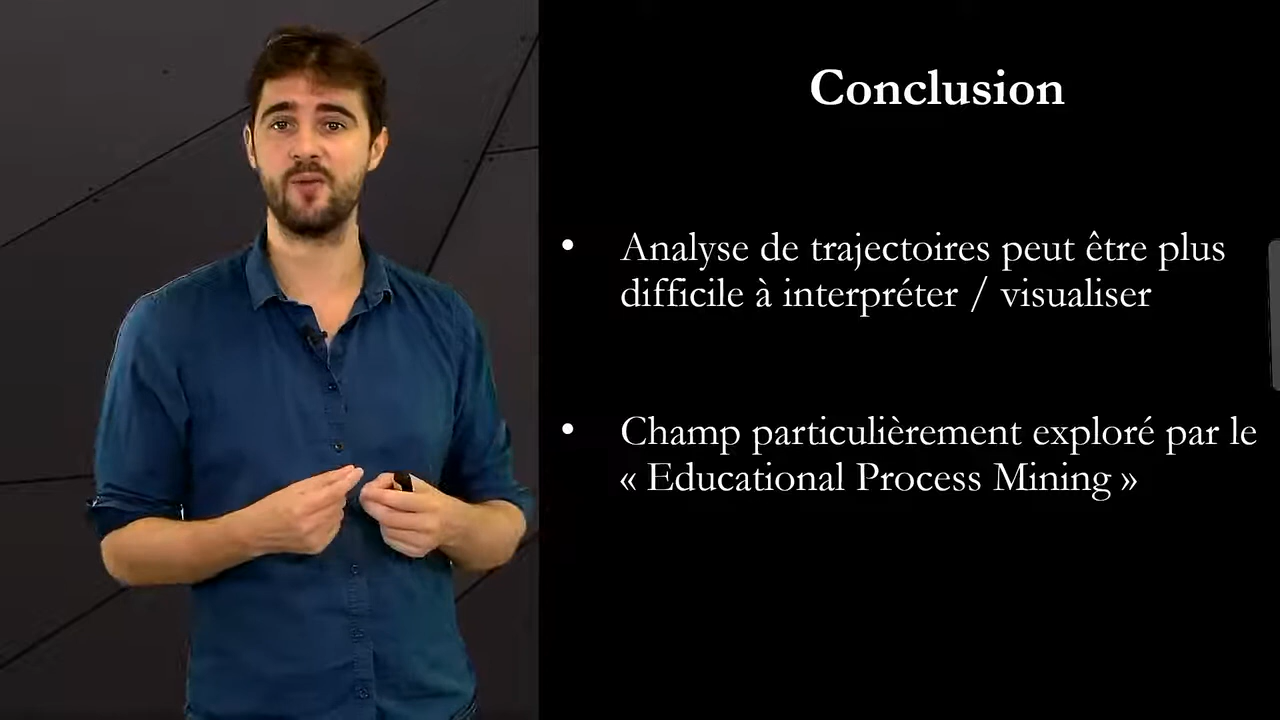 Conclusion
• Analyse de trajectoires peut être plus
difficile à interpréter / visualiser
• Champ particulièrement exploré par le
« Educational Process Mining »